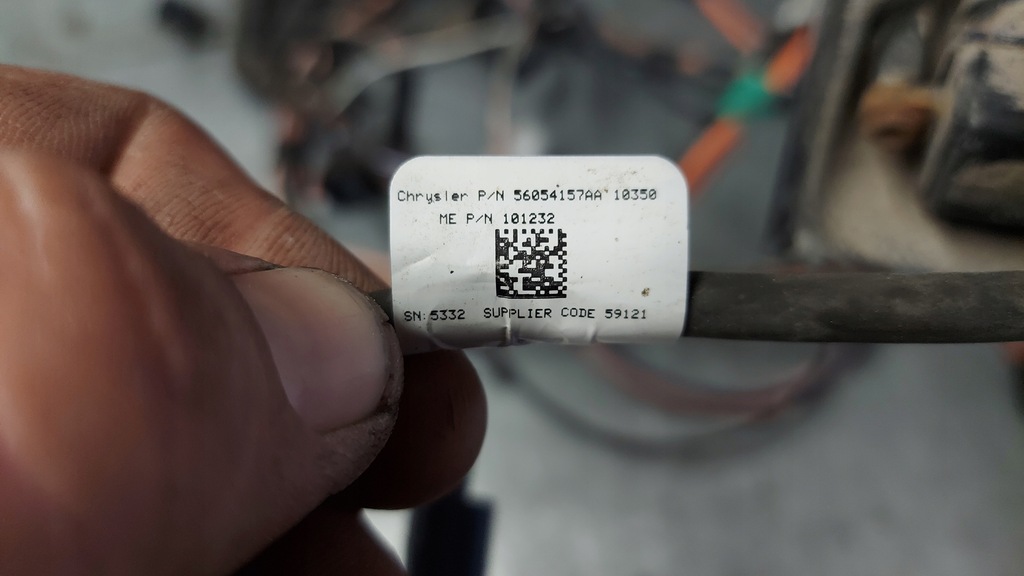 Chrysler P/N 56054157AA 10350
ME P/N 101232
SN:5332 SUPPLIER CODE 59121